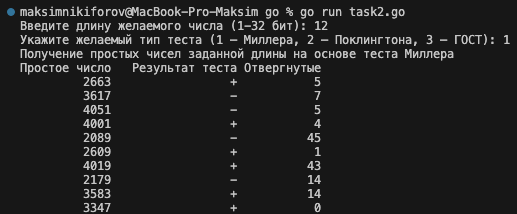 maksimnikiforov@MacBook-Pro-Maksim go % go run task2.go
Введите длину желаемого числа (1-32 бит): 12
Укажите желаемый тип теста (1 – Миллера, 2 – Поклингтона, 3 – ГОСТ): 1
Получение простых чисел заданной длины на основе теста Миллера
Простое число Результат теста Отвергнутые
2663 + 5
3617 - 7
4051 - 5
4001 + 4
2089 - 45
2609 + 1
4019 + 43
2179 - 14
3583 + 14
3347 + 0